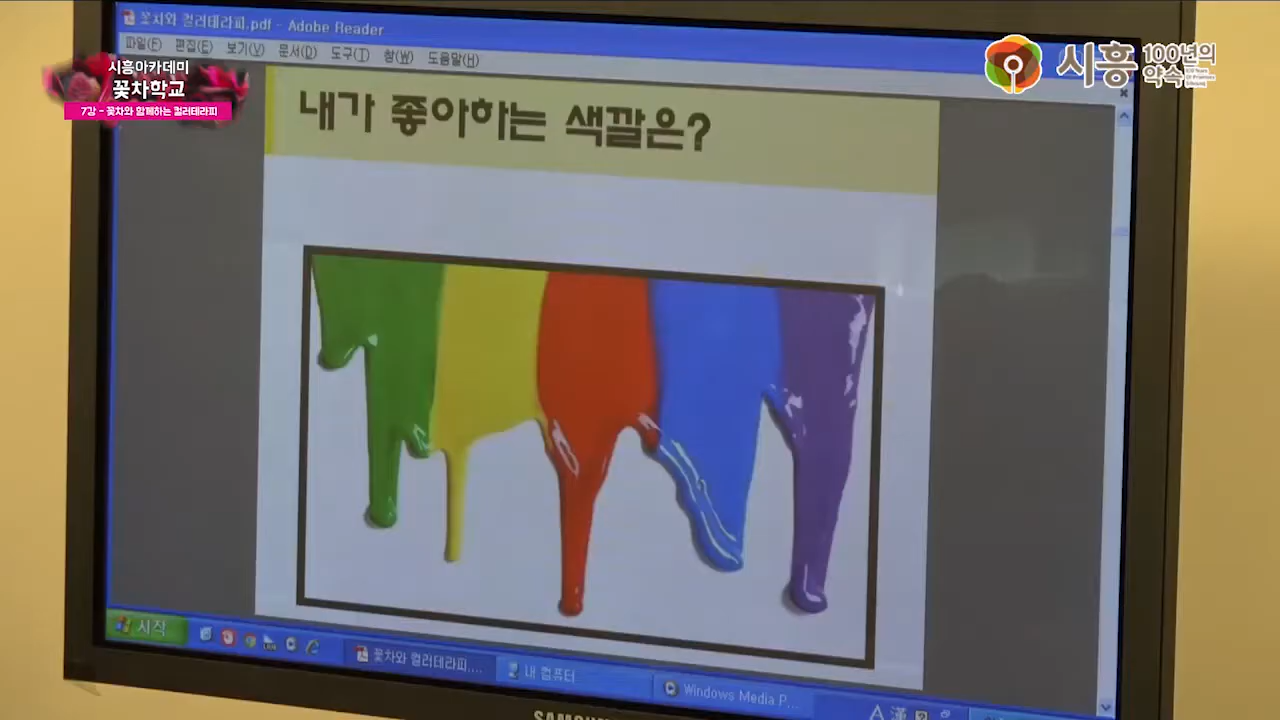 꽃차와 컬러테라피.pdf - Adobe Reader
파일(F) 편집(E) 보기(V) 문서(D) 도구(T) 창(W) 도움말(H)
시흥아카데미
꽃차학교
7강 - 꽃차와 함께하는 컬러테라피
시흥 100년의
약속
내가 좋아하는 색깔은?
시작
꽃차와 컬러테라피....
내 컴퓨터
Windows Media P...
A 漢
SAMSUNG